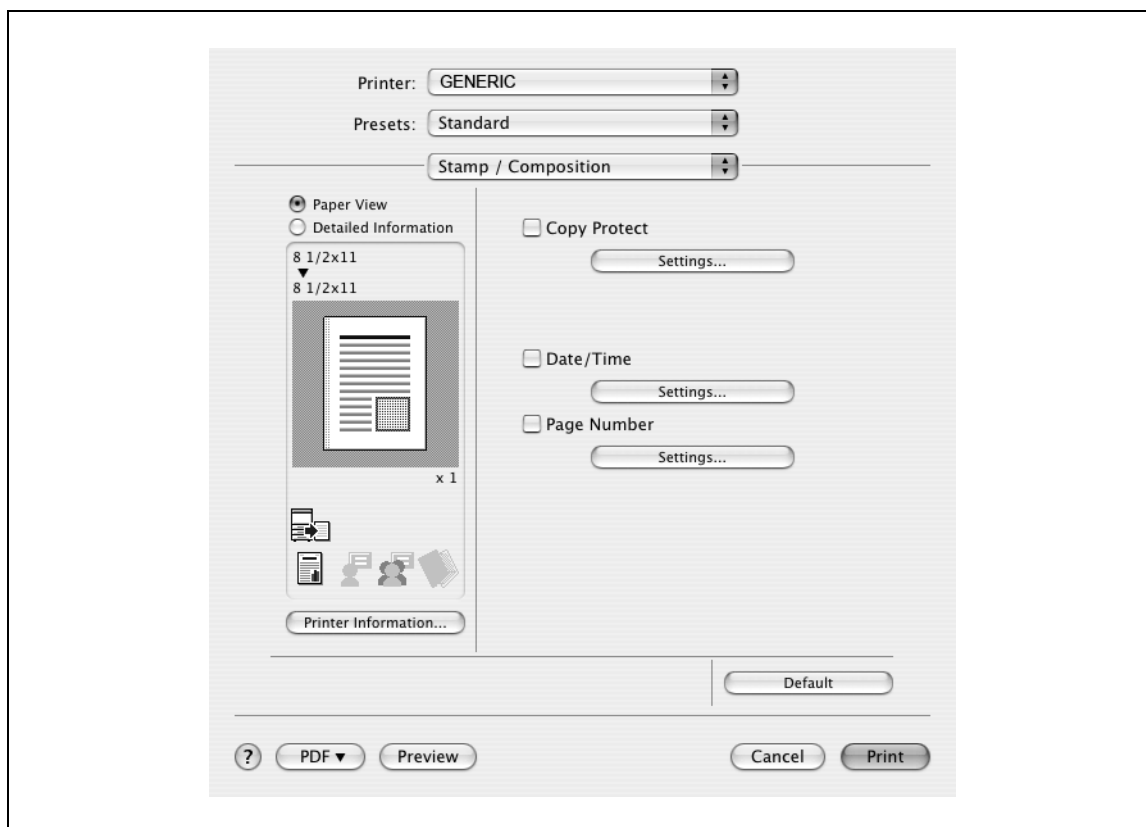 Printer: GENERIC
Presets: Standard
Stamp / Composition
Paper View
Detailed Information
8 1/2x11
8 1/2x11
x 1
Printer Information...
Copy Protect
Settings...
Date/Time
Settings...
Page Number
Settings...
Default
? PDF▼ Preview Cancel Print